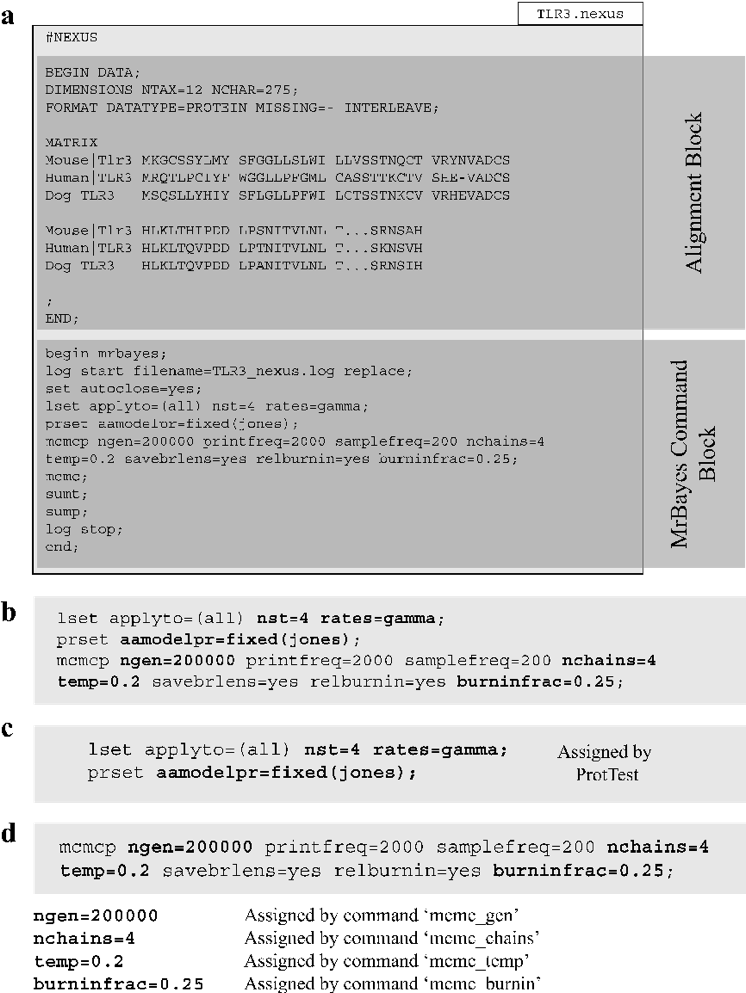 a
TLR3.nexus
#NEXUS
BEGIN DATA;
DIMENSIONS NTAX=12 NCHAR=275;
FORMAT DATATYPE=PROTEIN MISSING=- INTERLEAVE;
MATRIX
Mouse|Tlr3 MKGCSSYLMY SFGGLLSLWI LLVSSTNQCT VRYNVADCS
Human|TLR3 MRQTLPCIYF WGGLLPFGML CASSTTKCTV SHE-VADCS
Dog TLR3 MSQSLLYHIY SFLGLLPFWI LCTSSTNKCV VRHEVADCS
Mouse|Tlr3 HLKLTHIPDD LPSNITVLNL T...SRNSAH
Human|TLR3 HLKLTQVPDD LPTNITVLNL T...SKNSVH
Dog TLR3 HLKLTQVPDD LPANITVLNL T...SRNSIH
;
END;
Alignment Block
begin mrbayes;
log start filename=TLR3_nexus.log replace;
set autoclose=yes;
lset applyto=(all) nst=4 rates=gamma;
prset aamodelpr=fixed(jones);
mcmcp ngen=200000 printfreq=2000 samplefreq=200 nchains=4
temp=0.2 savebrlens=yes relburnin=yes burninfrac=0.25;
mcmc;
sumt;
sump;
log stop;
end;
MrBayes Command
Block
b
lset applyto=(all) nst=4 rates=gamma;
prset aamodelpr=fixed(jones);
mcmcp ngen=200000 printfreq=2000 samplefreq=200 nchains=4
temp=0.2 savebrlens=yes relburnin=yes burninfrac=0.25;
c
lset applyto=(all) nst=4 rates=gamma;
prset aamodelpr=fixed(jones);
Assigned by
ProtTest
d
mcmcp ngen=200000 printfreq=2000 samplefreq=200 nchains=4
temp=0.2 savebrlens=yes relburnin=yes burninfrac=0.25;
ngen=200000 Assigned by command 'mcmc_gen'
nchains=4 Assigned by command 'mcmc_chains'
temp=0.2 Assigned by command 'mcmc_temp'
burninfrac=0.25 Assigned by command 'mcmc_burnin'